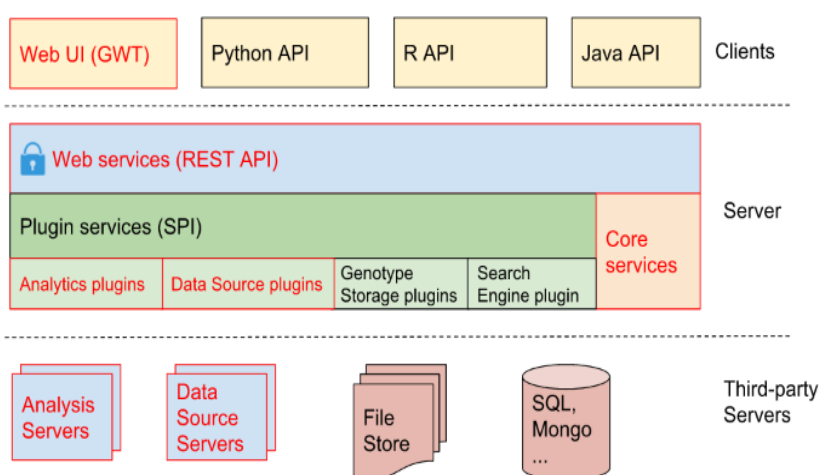 Web UI (GWT)
Python API
R API
Java API
Clients
Web services (REST API)
Server
Plugin services (SPI)
Core
services
Analytics plugins
Data Source plugins
Genotype
Storage plugins
Search
Engine plugin
Analysis
Servers
Data
Source
Servers
File
Store
SQL,
Mongo
...
Third-party
Servers